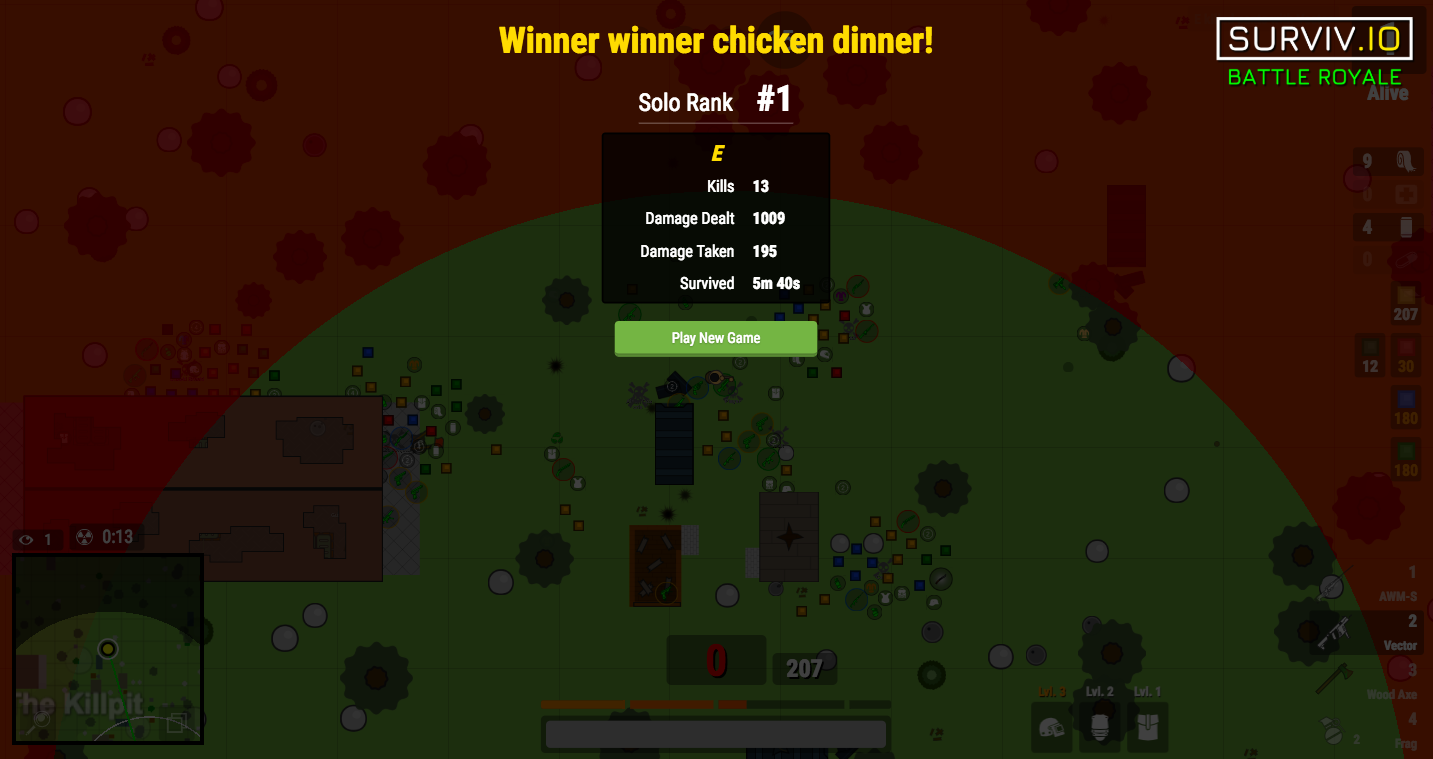 Winner winner chicken dinner!
SURVIV.IO
BATTLE ROYALE
Solo Rank #1
Alive
E
Kills 13
Damage Dealt 1009
Damage Taken 195
Survived 5m 40s
Play New Game
9
0
4
0
207
12 30
180
180
1 0:13
The Killpit
0 207
Lvl. 3 Lvl. 2 Lvl. 1
1
AWM-S
2
Vector
3
Wood Axe
4
2 Frag